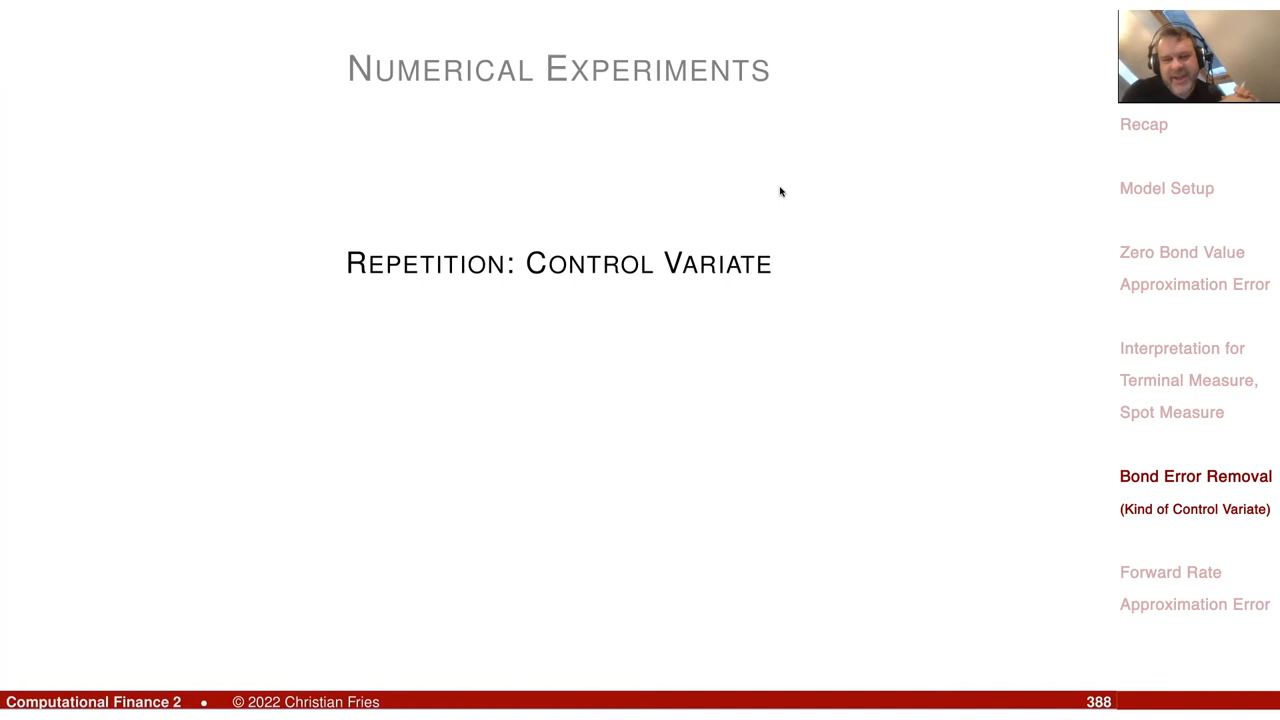 NUMERICAL EXPERIMENTS
REPETITION: CONTROL VARIATE
Recap
Model Setup
Zero Bond Value
Approximation Error
Interpretation for
Terminal Measure,
Spot Measure
Bond Error Removal
(Kind of Control Variate)
Forward Rate
Approximation Error
Computational Finance 2 • © 2022 Christian Fries 388